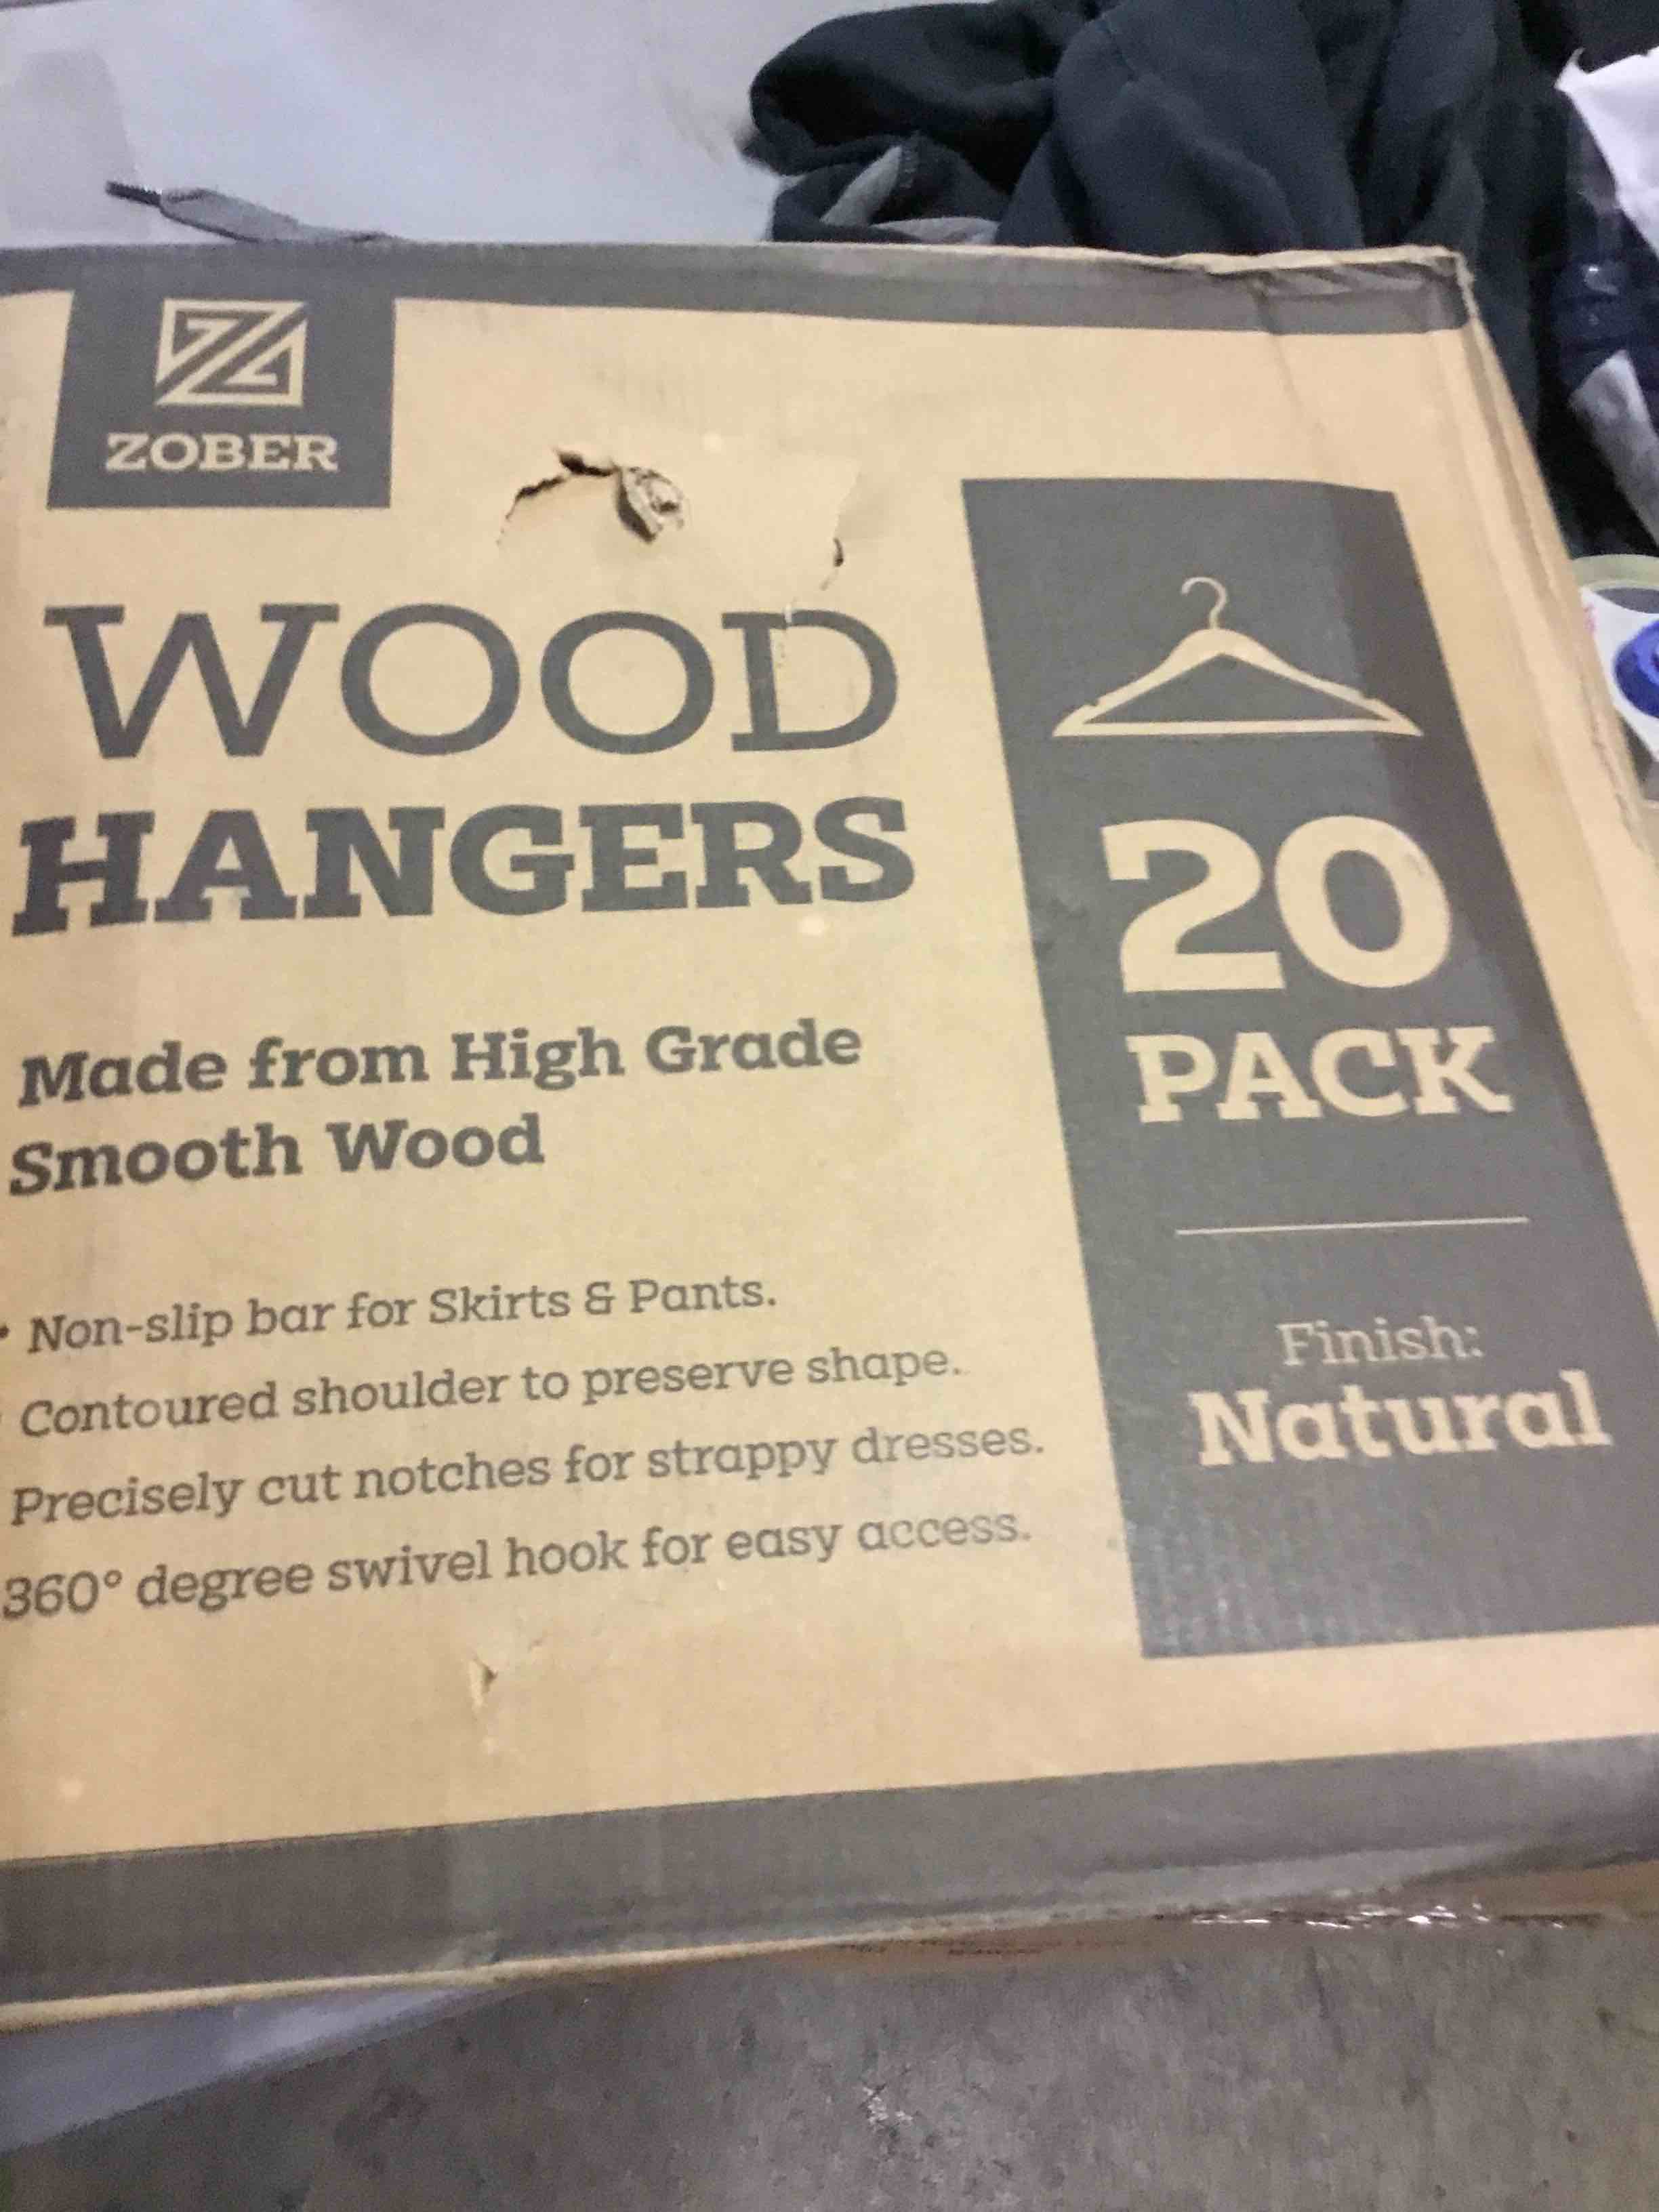 ZOBER
WOOD
HANGERS
Made from High Grade
Smooth Wood
• Non-slip bar for Skirts & Pants.
Contoured shoulder to preserve shape.
Precisely cut notches for strappy dresses.
360° degree swivel hook for easy access.
20
PACK
Finish:
Natural